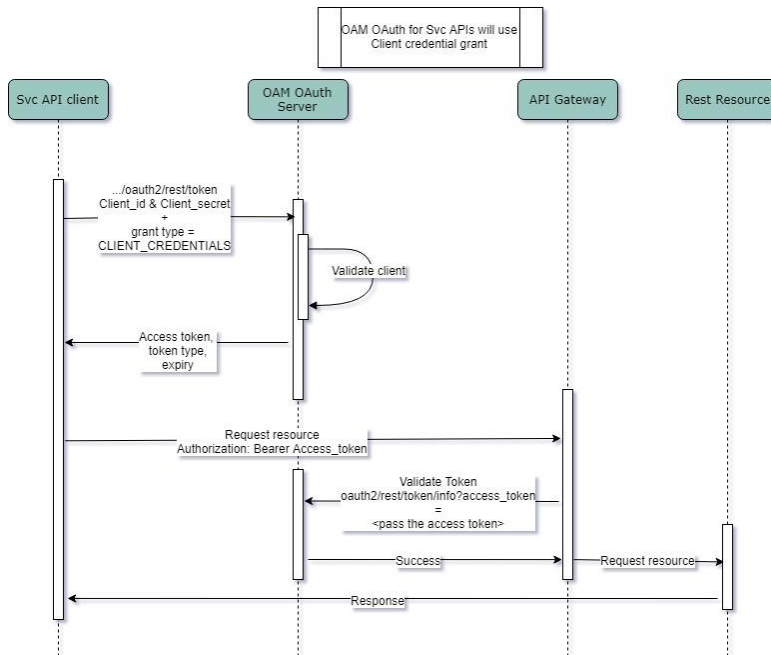 OAM OAuth for Svc APIs will use
Client credential grant
Svc API client
OAM OAuth
Server
API Gateway
Rest Resource
.../oauth2/rest/token
Client_id & Client_secret
+
grant type =
CLIENT_CREDENTIALS
Validate client
Access token,
token type,
expiry
Request resource
Authorization: Bearer Access_token
Validate Token
oauth2/rest/token/info?access_token
=
<pass the access token>
Success
Request resource
Response